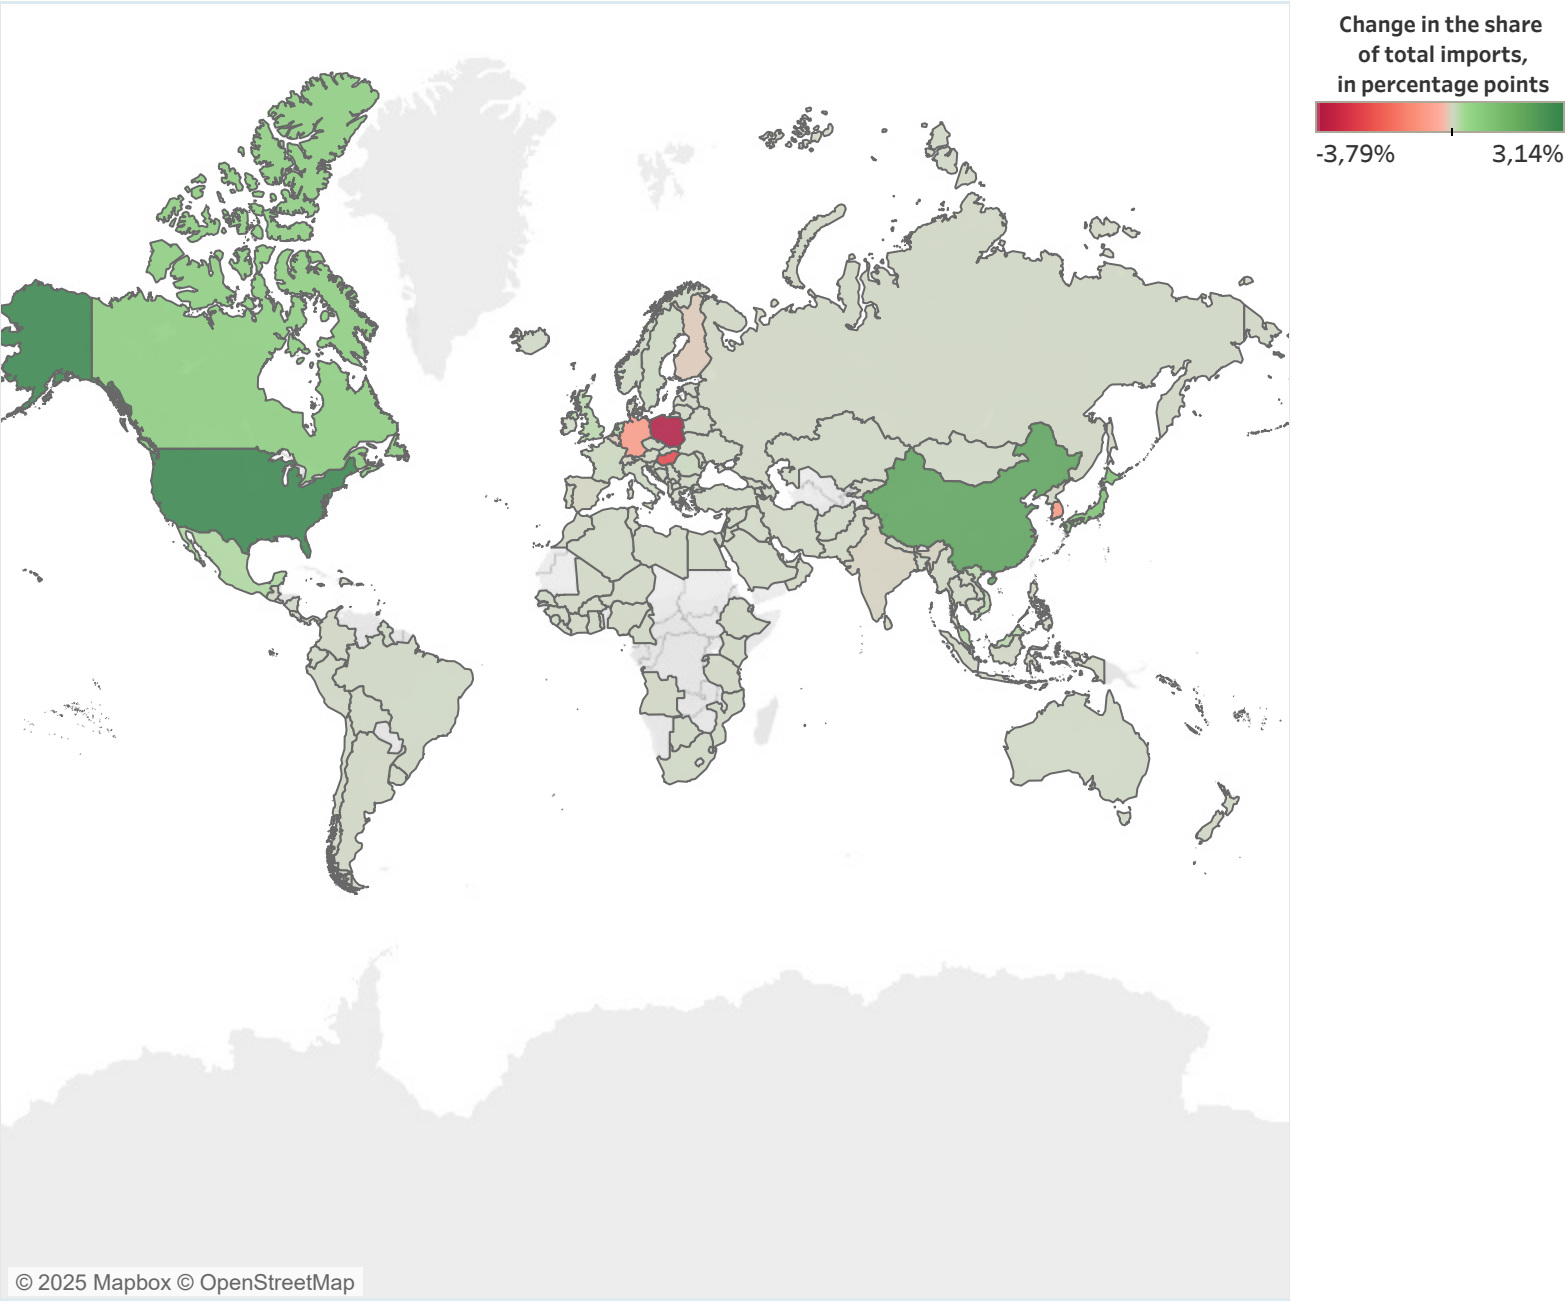 Change in the share
of total imports,
in percentage points
-3,79% 3,14%
© 2025 Mapbox © OpenStreetMap